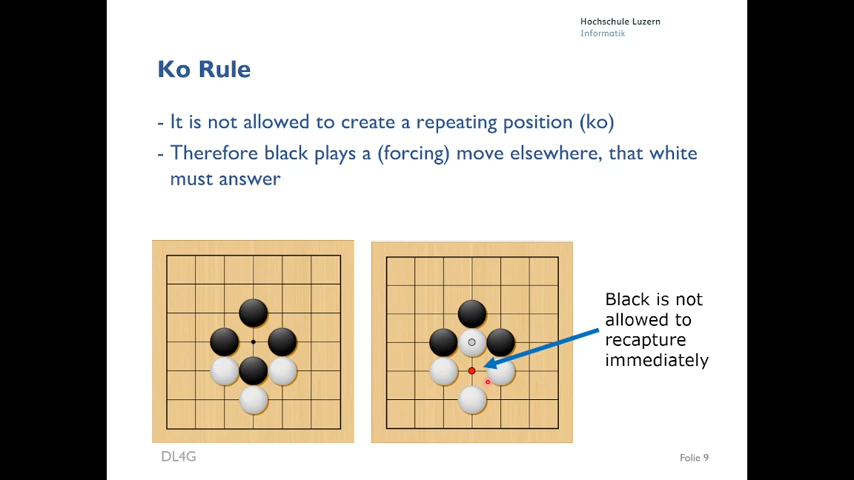 Hochschule Luzern
Informatik
Ko Rule
- It is not allowed to create a repeating position (ko)
- Therefore black plays a (forcing) move elsewhere, that white
must answer
Black is not
allowed to
recapture
immediately
DL4G
Folie 9